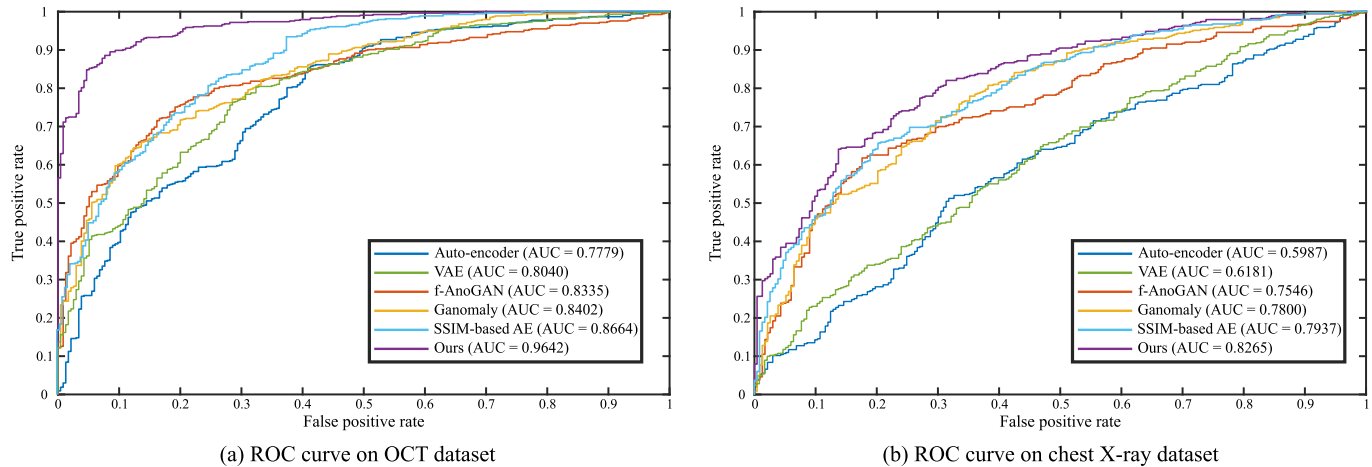 1
0.9
0.8
0.7
0.6
0.5
0.4
0.3
0.2
0.1
0
True positive rate
Auto-encoder (AUC = 0.7779)
VAE (AUC = 0.8040)
f-AnoGAN (AUC = 0.8335)
Ganomaly (AUC = 0.8402)
SSIM-based AE (AUC = 0.8664)
Ours (AUC = 0.9642)
0 0.1 0.2 0.3 0.4 0.5 0.6 0.7 0.8 0.9 1
False positive rate
(a) ROC curve on OCT dataset
1
0.9
0.8
0.7
0.6
0.5
0.4
0.3
0.2
0.1
0
True positive rate
Auto-encoder (AUC = 0.5987)
VAE (AUC = 0.6181)
f-AnoGAN (AUC = 0.7546)
Ganomaly (AUC = 0.7800)
SSIM-based AE (AUC = 0.7937)
Ours (AUC = 0.8265)
0 0.1 0.2 0.3 0.4 0.5 0.6 0.7 0.8 0.9 1
False positive rate
(b) ROC curve on chest X-ray dataset